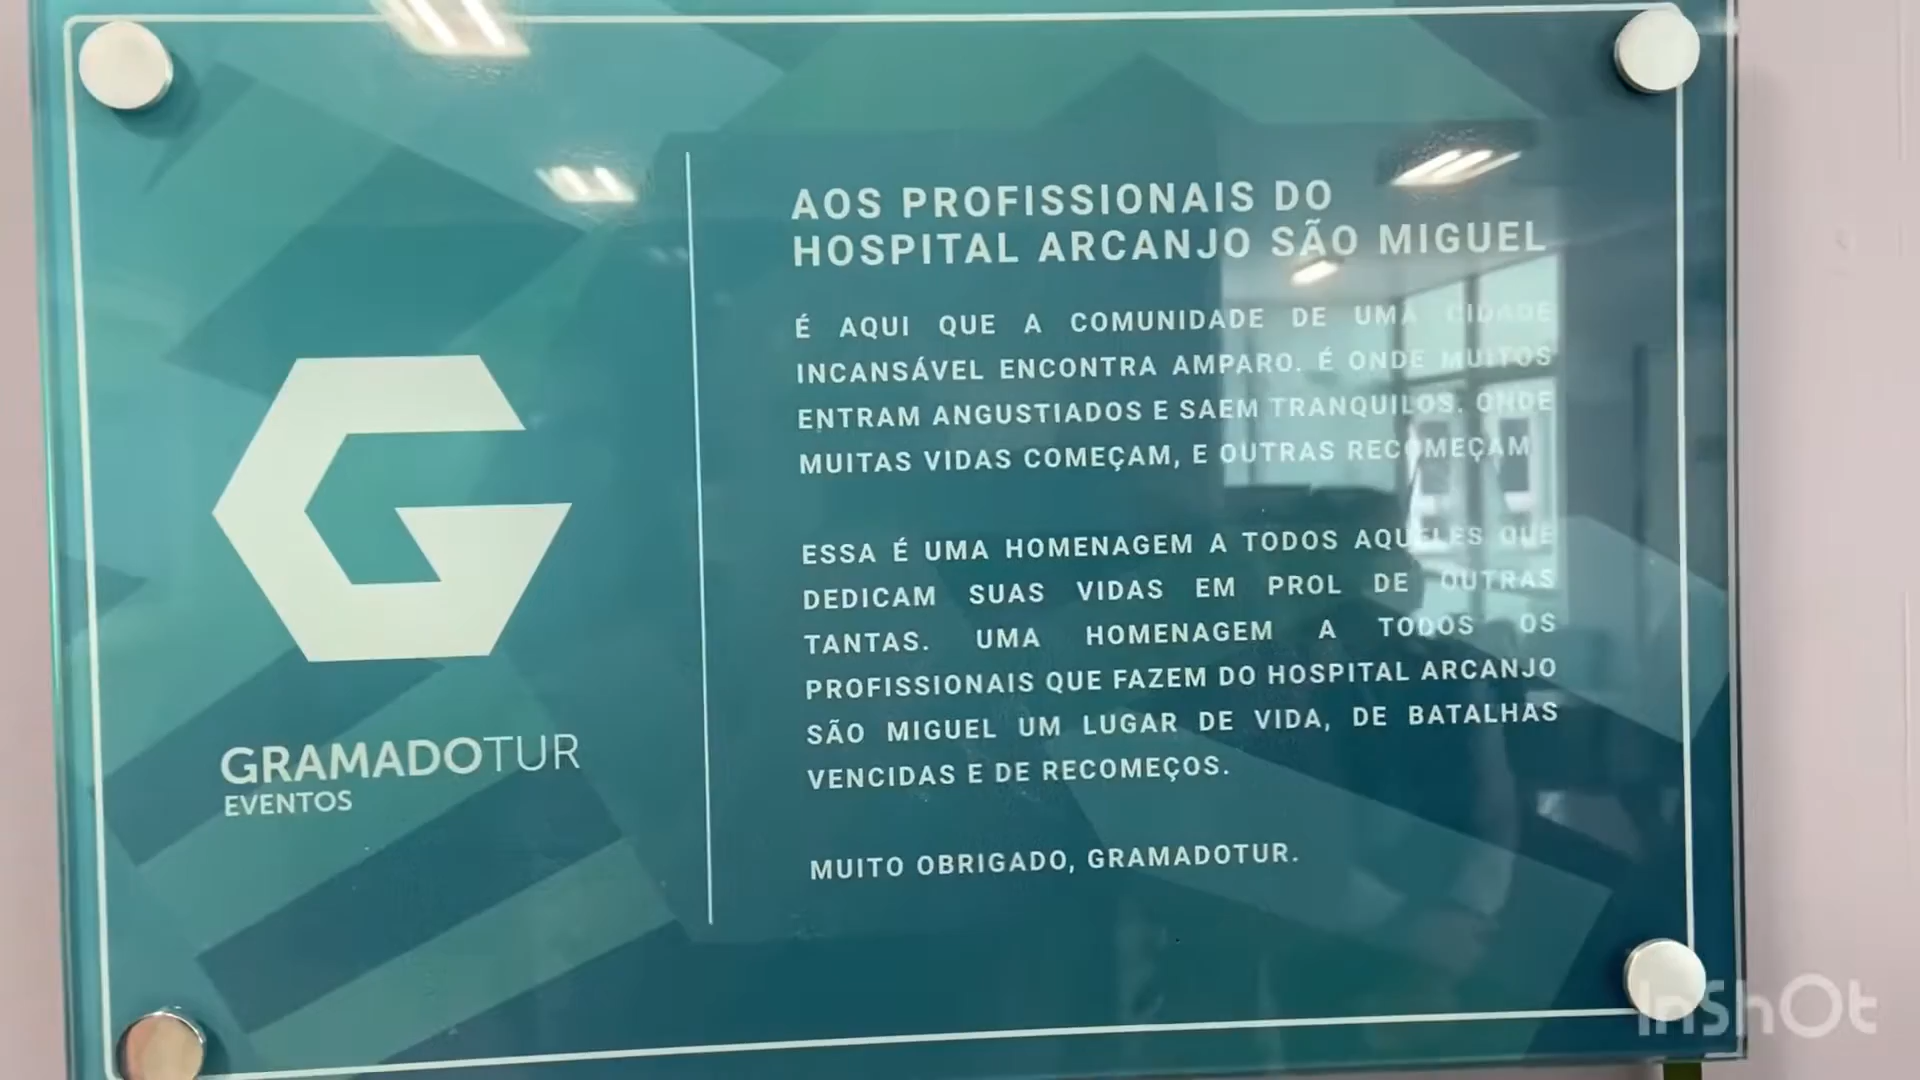 AOS PROFISSIONAIS DO
HOSPITAL ARCANJO SÃO MIGUEL
É AQUI QUE A COMUNIDADE DE UMA CIDADE
INCANSÁVEL ENCONTRA AMPARO. É ONDE MUITOS
ENTRAM ANGUSTIADOS E SAEM TRANQUILOS. ONDE
MUITAS VIDAS COMEÇAM, E OUTRAS RECOMEÇAM
ESSA É UMA HOMENAGEM A TODOS AQUELES QUE
DEDICAM SUAS VIDAS EM PROL DE OUTRAS
TANTAS. UMA HOMENAGEM A TODOS OS
PROFISSIONAIS QUE FAZEM DO HOSPITAL ARCANJO
SÃO MIGUEL UM LUGAR DE VIDA, DE BATALHAS
VENCIDAS E DE RECOMEÇOS.
MUITO OBRIGADO, GRAMADOTUR.
GRAMADOTUR
EVENTOS
InShOt